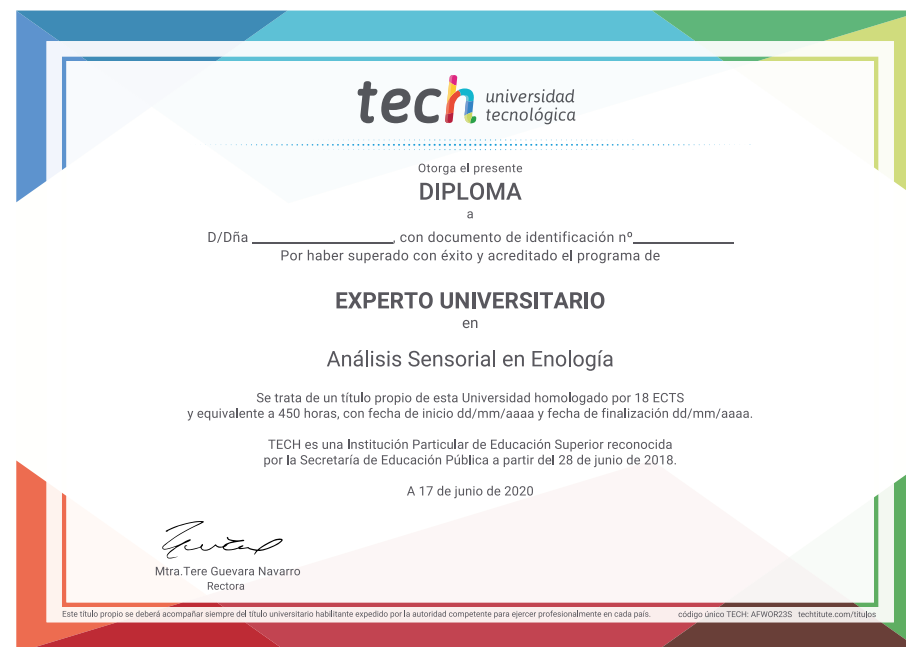 tech universidad
tecnológica
Otorga el presente
DIPLOMA
a
D/Dña ____________________, con documento de identificación nº______________
Por haber superado con éxito y acreditado el programa de
EXPERTO UNIVERSITARIO
en
Análisis Sensorial en Enología
Se trata de un título propio de esta Universidad homologado por 18 ECTS
y equivalente a 450 horas, con fecha de inicio dd/mm/aaaa y fecha de finalización dd/mm/aaaa.
TECH es una Institución Particular de Educación Superior reconocida
por la Secretaría de Educación Pública a partir del 28 de junio de 2018.
A 17 de junio de 2020
Mtra.Tere Guevara Navarro
Rectora
Este título propio se deberá acompañar siempre del título universitario habilitante expedido por la autoridad competente para ejercer profesionalmente en cada país. código único TECH: AFWOR23S techtitute.com/titulos